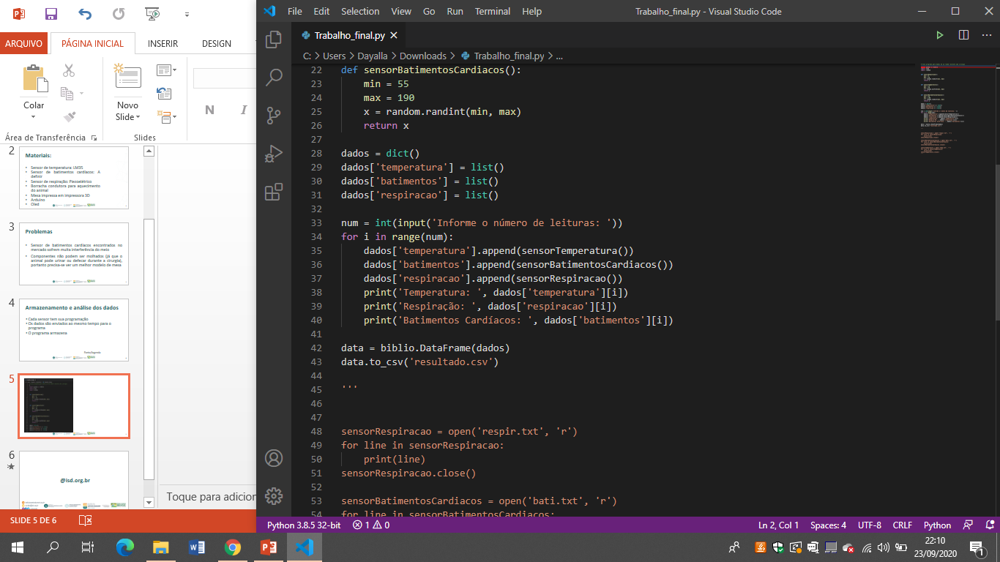 File Edit Selection View Go Run Terminal Help
Trabalho_final.py - Visual Studio Code
ARQUIVO PÁGINA INICIAL INSERIR DESIGN
Colar
Novo
Slide
N I
Área de Transferência
Slides
2
Materiais:
• Sensor de temperatura: LM35
• Sensor de batimentos cardíacos: A
definir
• Sensor de respiração: Piezoelétrico
• Borracha condutora para aquecimento
do animal
• Mesa impressa em impressora 3D
• Arduino
• Oled
3
Problemas
• Sensor de batimentos cardíacos encontrados no
mercado sofrem muita interferência do meio
• Componentes não podem ser molhados (já que o
animal pode urinar ou defecar durante a cirurgia),
portanto precisa-se ver um melhor modelo de mesa
4
Armazenamento e análise dos dados
• Cada sensor tem sua programação
• Os dados são enviados ao mesmo tempo para o
programa
• O programa armazena
5
6
@isd.org.br
Toque para adicion
SLIDE 5 DE 6
Trabalho_final.py
C: > Users > Dayalla > Downloads > Trabalho_final.py > ...
22 def sensorBatimentosCardiacos():
23 min = 55
24 max = 190
25 x = random.randint(min, max)
26 return x
27
28 dados = dict()
29 dados['temperatura'] = list()
30 dados['batimentos'] = list()
31 dados['respiracao'] = list()
32
33 num = int(input('Informe o número de leituras: '))
34 for i in range(num):
35 dados['temperatura'].append(sensorTemperatura())
36 dados['batimentos'].append(sensorBatimentosCardiacos())
37 dados['respiracao'].append(sensorRespiracao())
38 print('Temperatura: ', dados['temperatura'][i])
39 print('Respiração: ', dados['respiracao'][i])
40 print('Batimentos Cardíacos: ', dados['batimentos'][i])
41
42 data = biblio.DataFrame(dados)
43 data.to_csv('resultado.csv')
44
45 '''
46
47
48 sensorRespiracao = open('respir.txt', 'r')
49 for line in sensorRespiracao:
50 print(line)
51 sensorRespiracao.close()
52
53 sensorBatimentosCardiacos = open('bati.txt', 'r')
54 for line in sensorBatimentosCardiacos:
Python 3.8.5 32-bit 1 0 Ln 2, Col 1 Spaces: 4 UTF-8 CRLF Python
22:10
23/09/2020
1